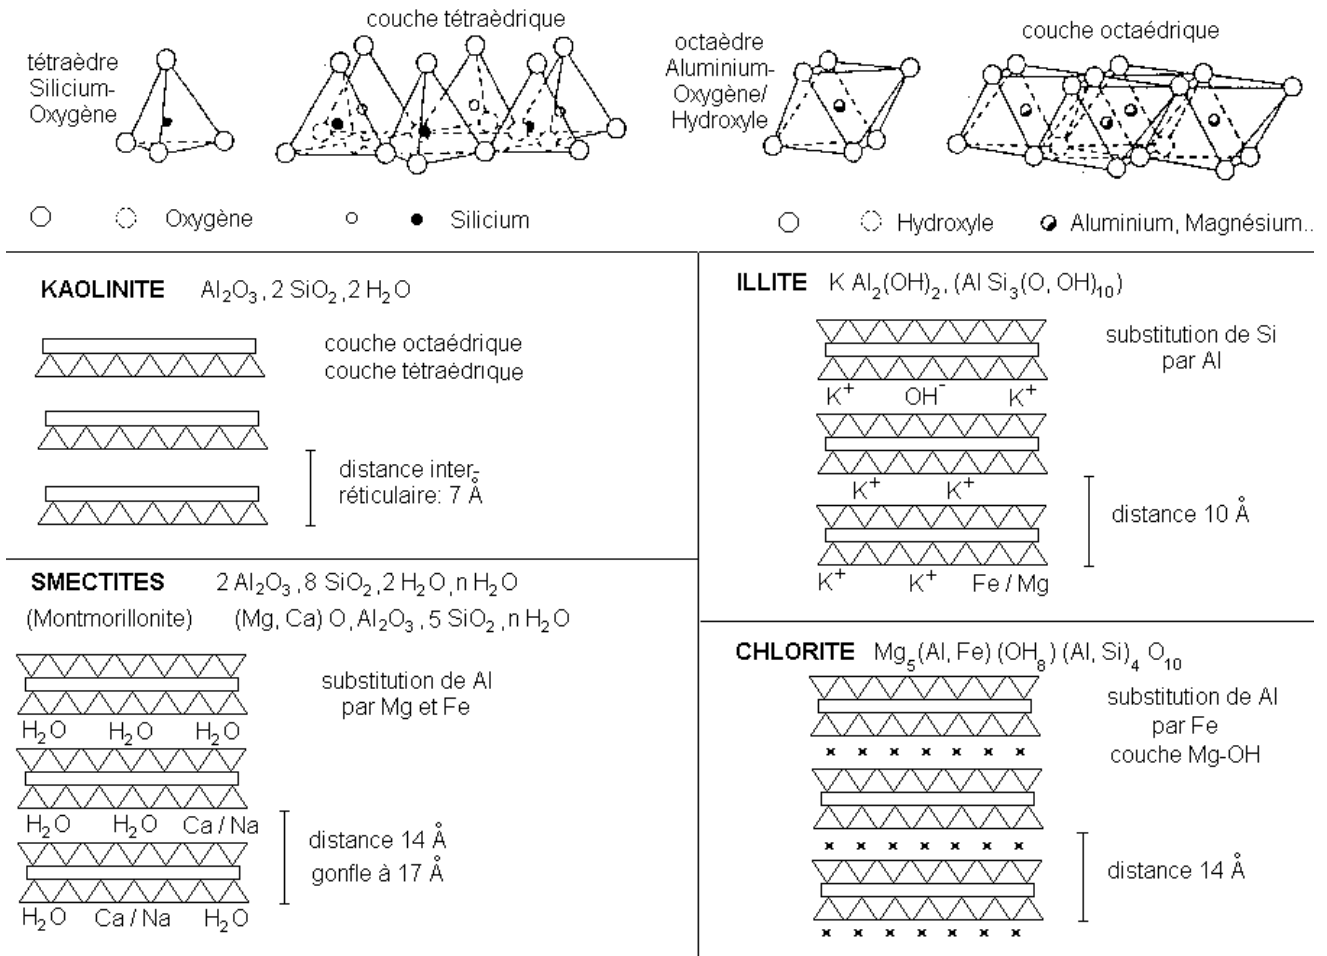 couche tétraèdrique
tétraèdre
Silicium-
Oxygène
octaèdre
Aluminium-
Oxygène/
Hydroxyle
couche octaédrique
Oxygène
Silicium
Hydroxyle
Aluminium, Magnésium..
KAOLINITE Al₂O₃, 2 SiO₂, 2 H₂O
couche octaédrique
couche tétraédrique
distance inter-
réticulaire: 7 Å
ILLITE K Al₂(OH)₂, (Al Si₃(O, OH)₁₀)
substitution de Si
par Al
K⁺ OH⁻ K⁺
K⁺ K⁺
distance 10 Å
K⁺ K⁺ Fe / Mg
SMECTITES 2 Al₂O₃, 8 SiO₂, 2 H₂O, n H₂O
(Montmorillonite) (Mg, Ca) O, Al₂O₃, 5 SiO₂, n H₂O
substitution de Al
par Mg et Fe
H₂O H₂O H₂O
H₂O H₂O Ca / Na
distance 14 Å
gonfle à 17 Å
H₂O Ca / Na H₂O
CHLORITE Mg₅(Al, Fe) (OH₈) (Al, Si)₄ O₁₀
substitution de Al
par Fe
couche Mg-OH
distance 14 Å